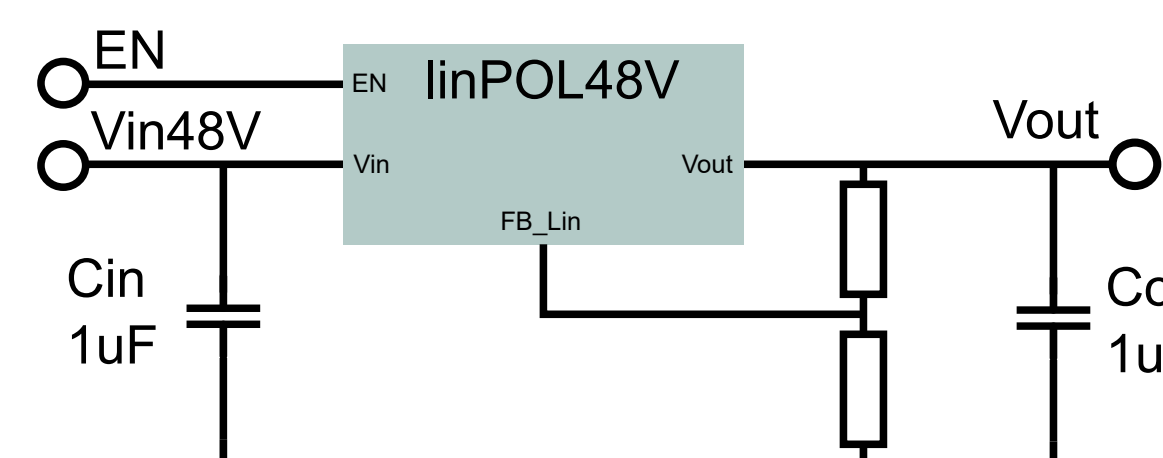 EN
EN
linPOL48V
Vin48V
Vin
Vout
Vout
FB_Lin
Cin
1uF